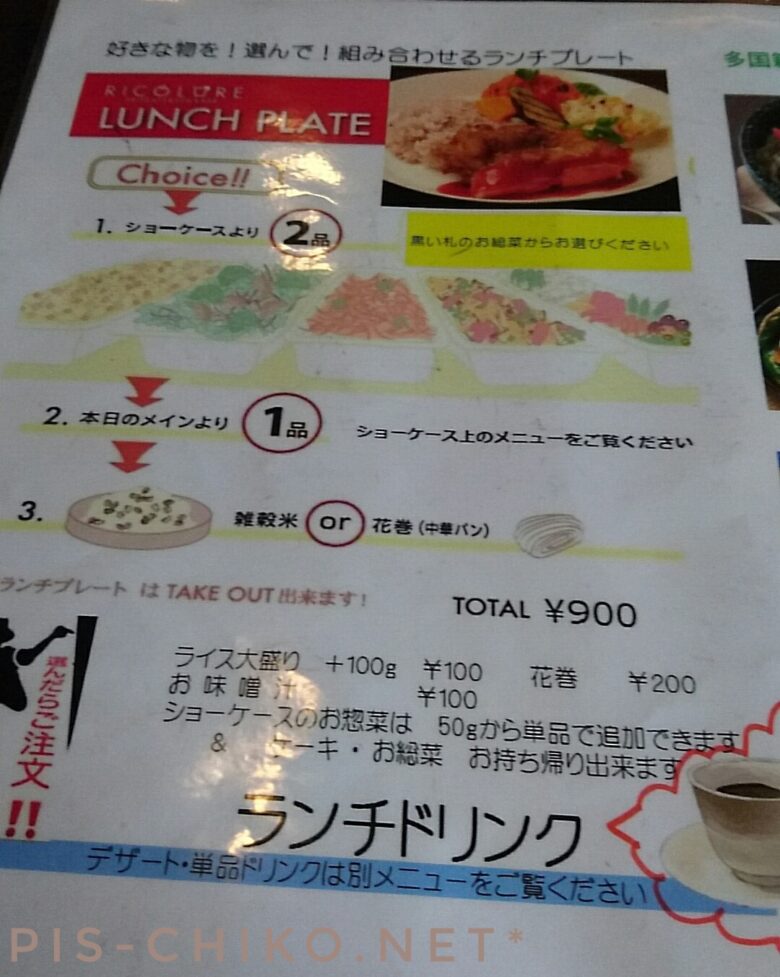 好きな物を！選んで！組み合わせるランチプレート
多国
RICOLORE
LUNCH PLATE
Choice!!
1. ショーケースより 2品
黒い札のお総菜からお選びください
2. 本日のメインより 1品 ショーケース上のメニューをご覧ください
3. 雑穀米 or 花巻（中華パン）
ランチプレート は TAKE OUT 出来ます！
TOTAL ¥900
選んだらご注文!!
ライス大盛り +100g ¥100 花巻 ¥200
お味噌汁 ¥100
ショーケースのお惣菜は 50gから単品で追加できます
& ケーキ・お総菜 お持ち帰り出来ます
ランチドリンク
デザート・単品ドリンクは別メニューをご覧ください
PIS-CHIKO.NET*